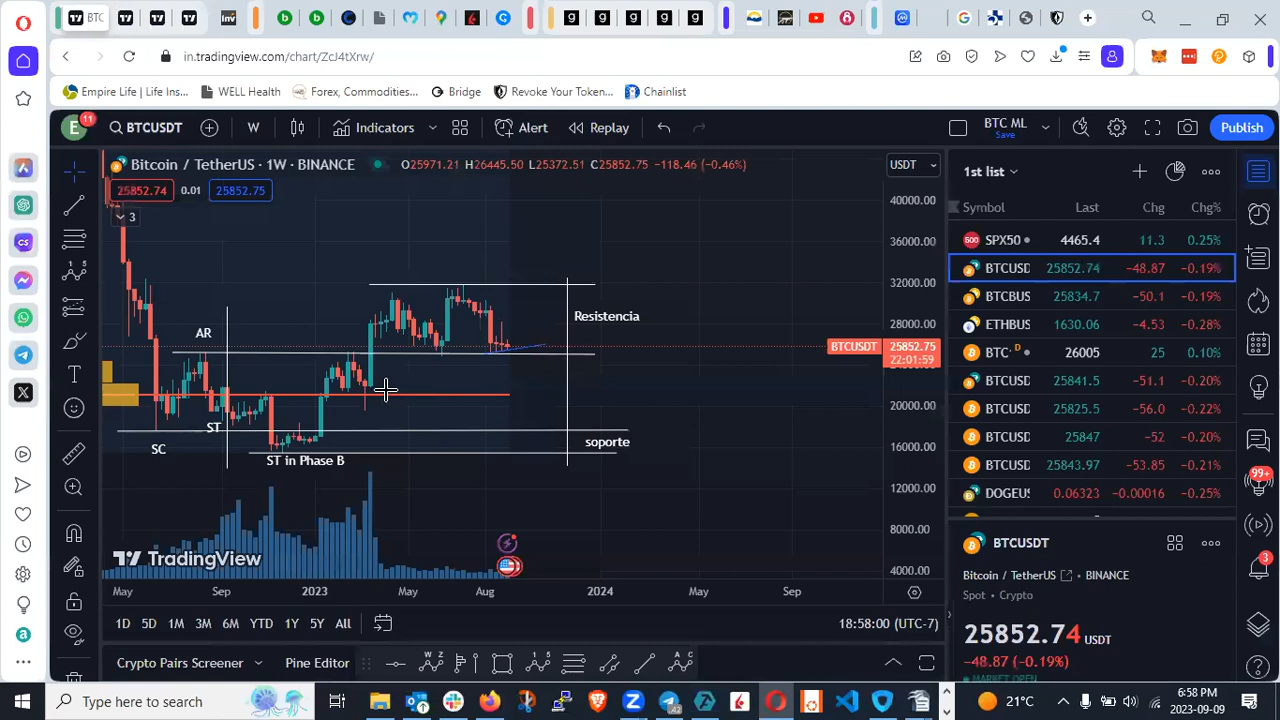 BTC
Inv
in.tradingview.com/chart/ZcJ4tXrw/
Empire Life | Life Ins...
WELL Health
Forex, Commodities...
Bridge
Revoke Your Token...
Chainlist
E
11
BTCUSDT
W
Indicators
Alert
Replay
BTC ML
Save
Publish
Bitcoin / TetherUS · 1W · BINANCE
O25971.21 H26445.50 L25372.51 C25852.75 −118.46 (−0.46%)
USDT
25852.74
0.01
25852.75
3
40000.00
36000.00
32000.00
28000.00
BTCUSDT
25852.75
22:01:59
20000.00
16000.00
12000.00
8000.00
4000.00
AR
Resistencia
ST
SC
soporte
ST in Phase B
TradingView
May
Sep
2023
May
Aug
2024
May
Sep
1D
5D
1M
3M
6M
YTD
1Y
5Y
All
18:58:00 (UTC-7)
Crypto Pairs Screener
Pine Editor
1st list
Symbol
Last
Chg
Chg%
SPX50
4465.4
11.3
0.25%
BTCUSD
25852.74
−48.87
−0.19%
BTCBUS
25834.7
−50.1
−0.19%
ETHBUS
1630.06
−4.53
−0.28%
BTC.
D
26005
25
0.10%
BTCUSD
25841.5
−51.1
−0.20%
BTCUSD
25825.5
−56.0
−0.22%
BTCUSD
25847
−52
−0.20%
BTCUSD
25843.97
−53.85
−0.21%
DOGEUS
0.06323
−0.00016
−0.25%
BTCUSDT
Bitcoin / TetherUS
BINANCE
Spot • Crypto
25852.74 USDT
−48.87 (−0.19%)
MARKET OPEN
99+
3
Type here to search
21°C
6:58 PM
2023-09-09